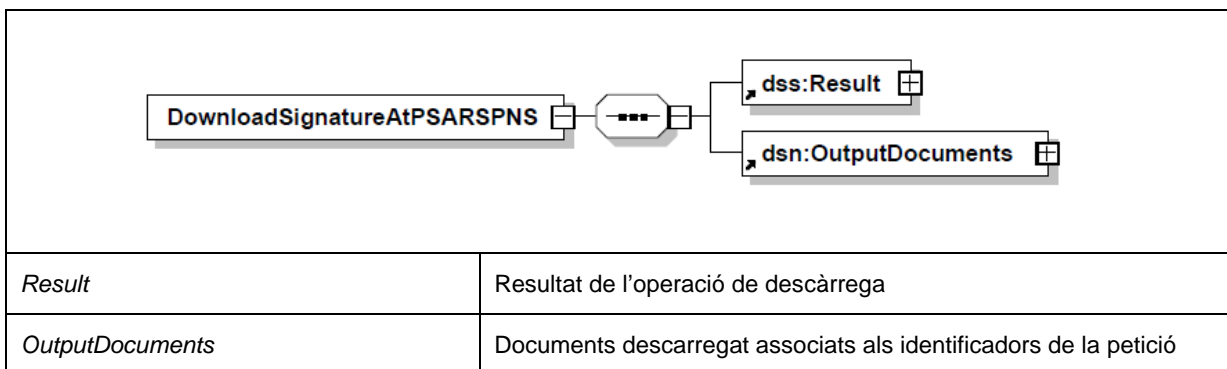 dss:Result
DownloadSignatureAtPSARSPNS
dsn:OutputDocuments
Result
Resultat de l’operació de descàrrega
OutputDocuments
Documents descarregat associats als identificadors de la petició